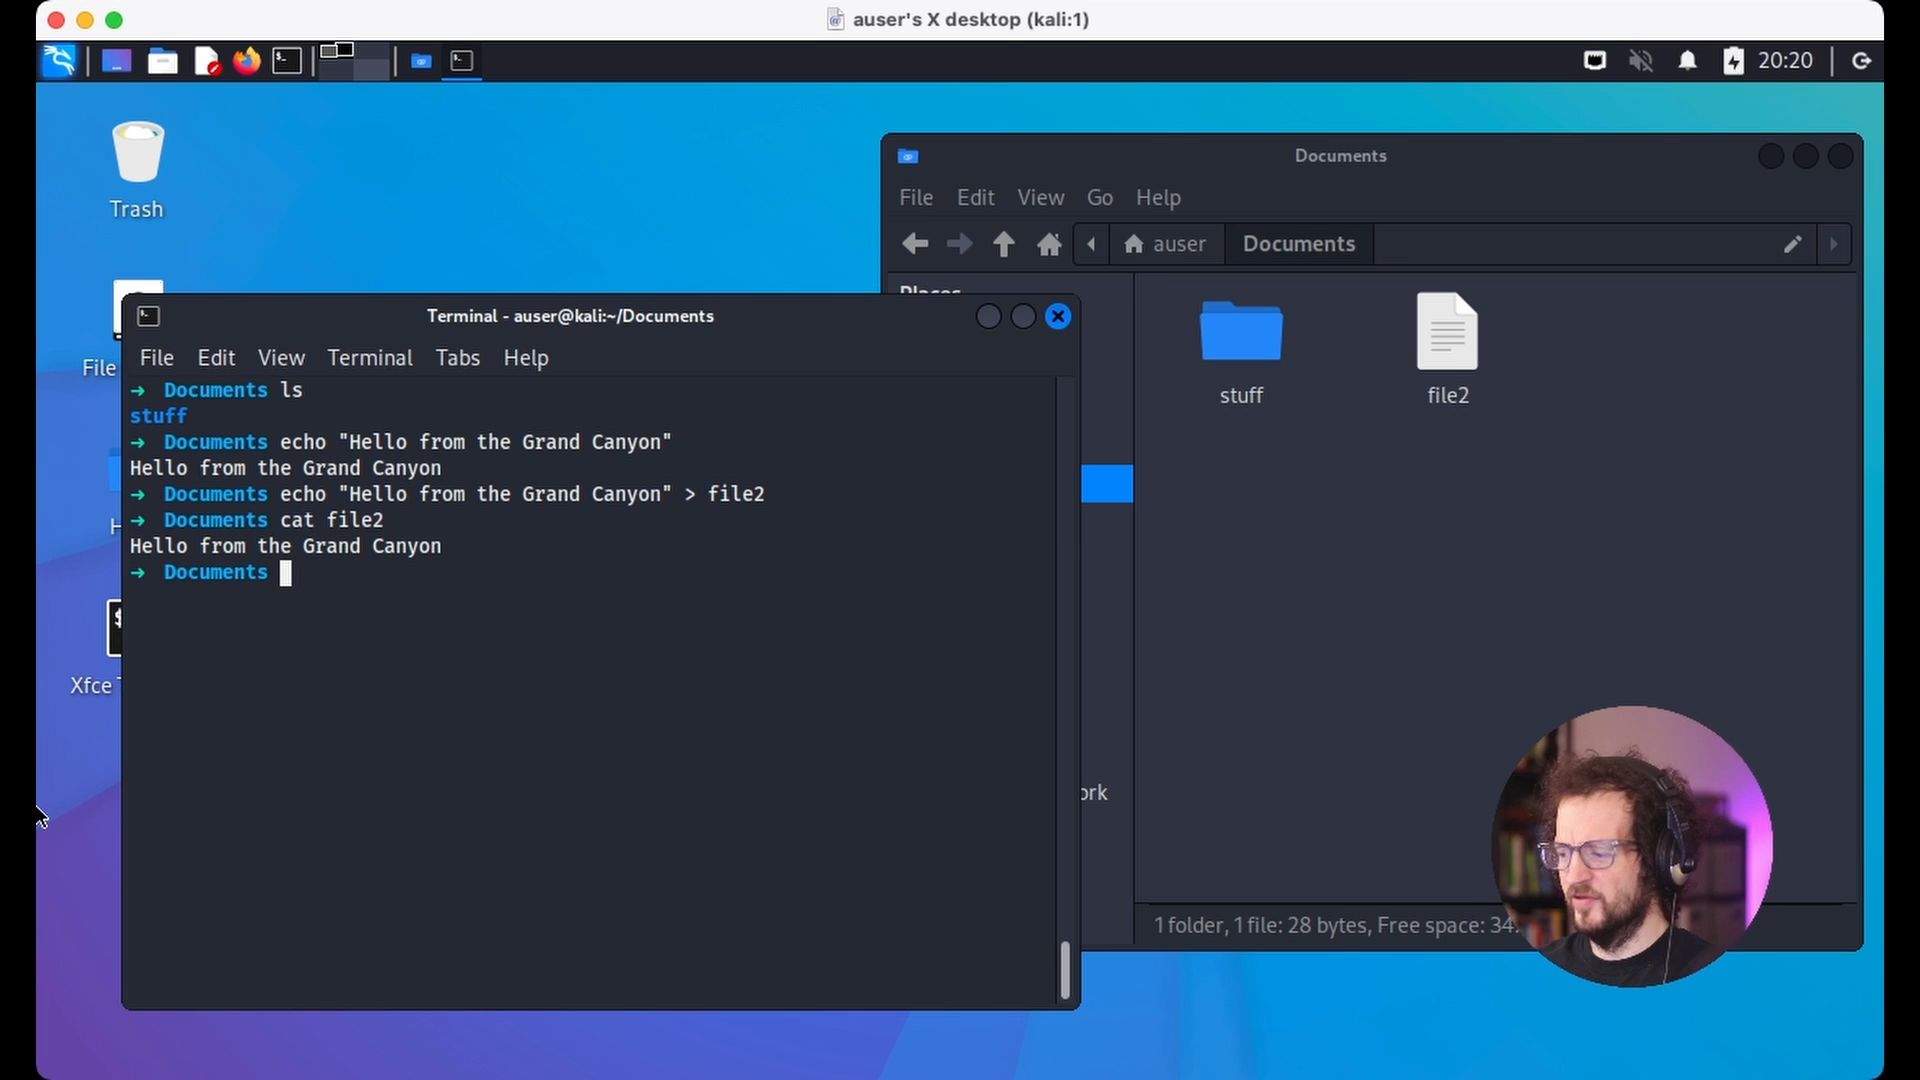 auser's X desktop (kali:1)
20:20
Trash
File
Xfce
Documents
File Edit View Go Help
auser Documents
stuff
file2
1 folder, 1 file: 28 bytes, Free space: 34
Terminal - auser@kali:~/Documents
File Edit View Terminal Tabs Help
→ Documents ls
stuff
→ Documents echo "Hello from the Grand Canyon"
Hello from the Grand Canyon
→ Documents echo "Hello from the Grand Canyon" > file2
→ Documents cat file2
Hello from the Grand Canyon
→ Documents